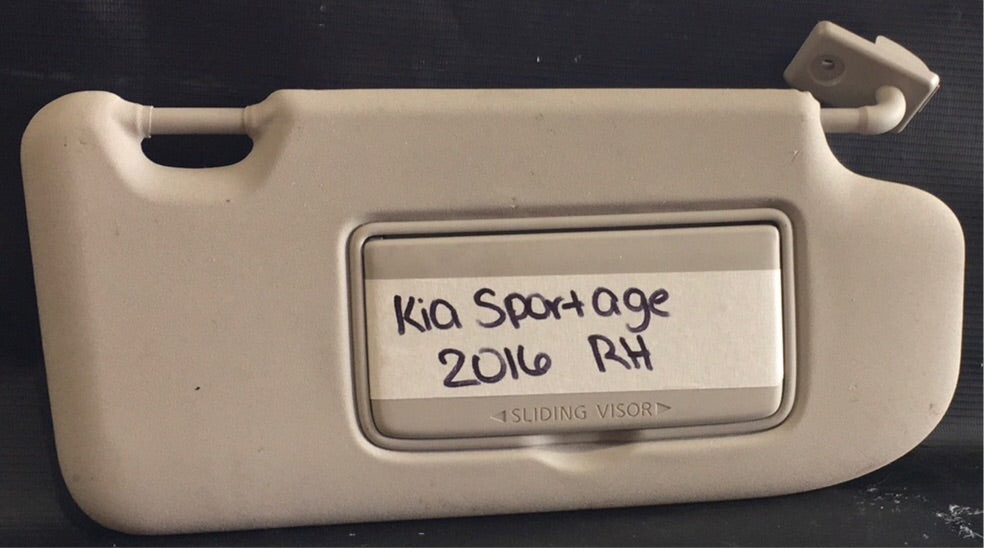 Kia Sportage
2016 RH
◁SLIDING VISOR▷